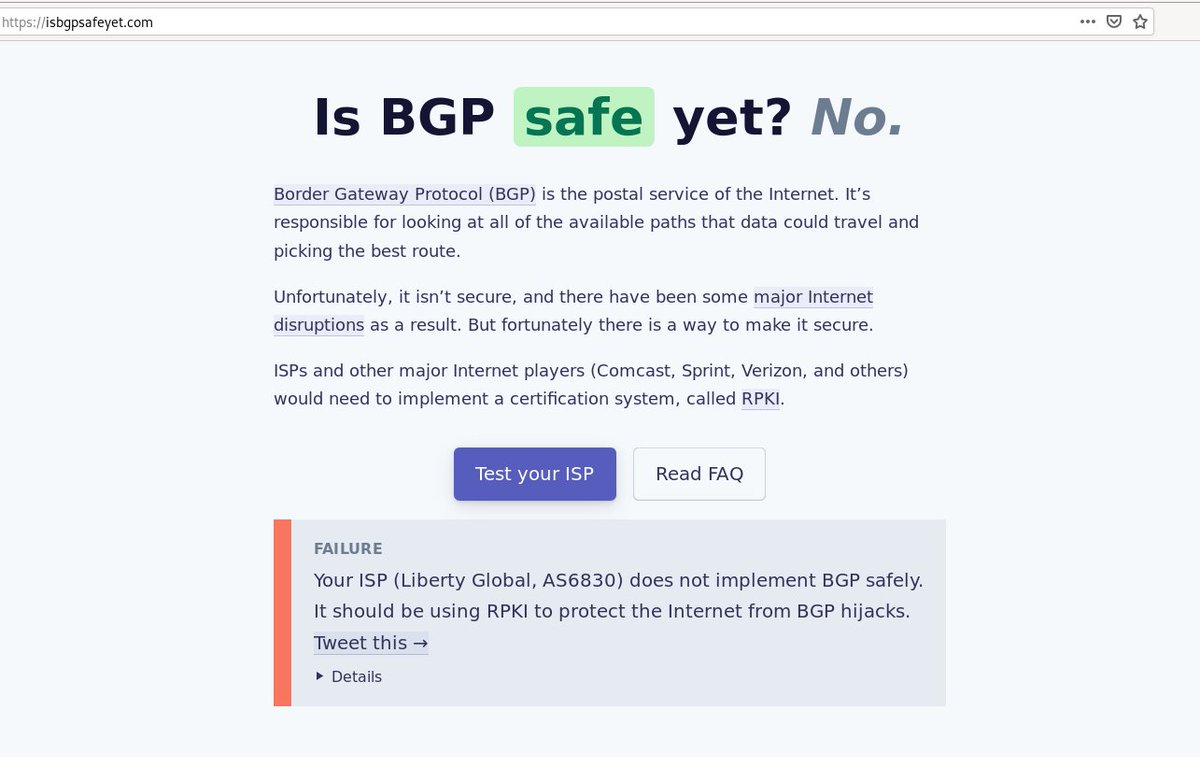 https://isbgpsafeyet.com
Is BGP safe yet? No.
Border Gateway Protocol (BGP) is the postal service of the Internet. It’s
responsible for looking at all of the available paths that data could travel and
picking the best route.
Unfortunately, it isn’t secure, and there have been some major Internet
disruptions as a result. But fortunately there is a way to make it secure.
ISPs and other major Internet players (Comcast, Sprint, Verizon, and others)
would need to implement a certification system, called RPKI.
Test your ISP Read FAQ
FAILURE
Your ISP (Liberty Global, AS6830) does not implement BGP safely.
It should be using RPKI to protect the Internet from BGP hijacks.
Tweet this →
Details